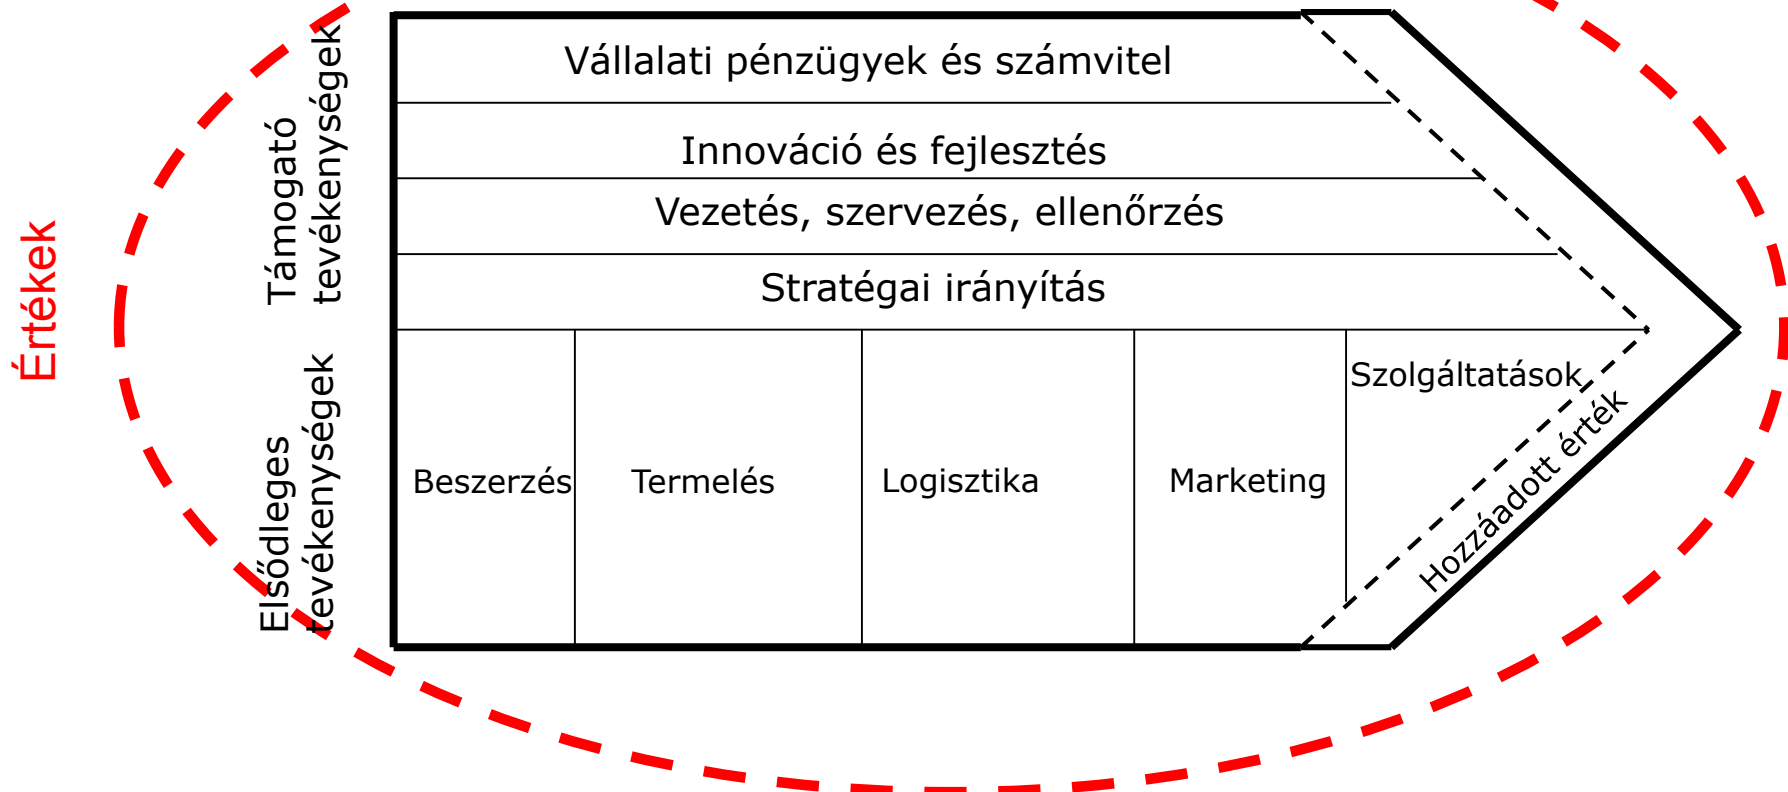 Értékek
Támogató
tevékenységek
Elsődleges
tevékenységek
Vállalati pénzügyek és számvitel
Innováció és fejlesztés
Vezetés, szervezés, ellenőrzés
Stratégai irányítás
Beszerzés
Termelés
Logisztika
Marketing
Szolgáltatások
Hozzáadott érték